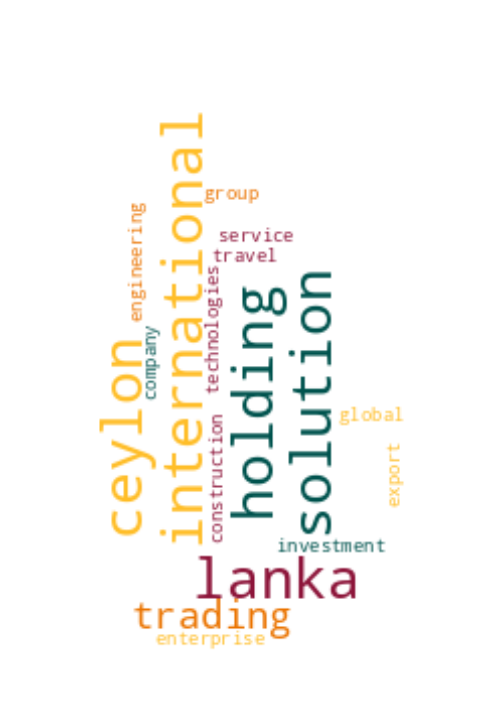 international
group
engineering
service
travel
technologies
solution
holding
company
ceylon
global
construction
export
investment
lanka
trading
enterprise